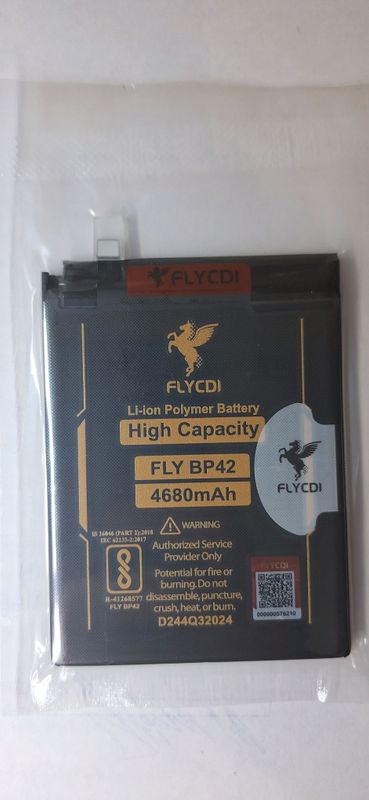 FLYCDI
FLYCDI
Li-ion Polymer Battery
High Capacity
FLY BP42
4680mAh
FLYCDI
WARNING
IS 16046 (PART 2):2018
IEC 62133-2:2017
Authorized Service
Provider Only
Potential for fire or
burning. Do not
disassemble, puncture,
crush, heat, or burn.
D244Q32024
R-41268577
FLY BP42
FLYCDI
000000576210